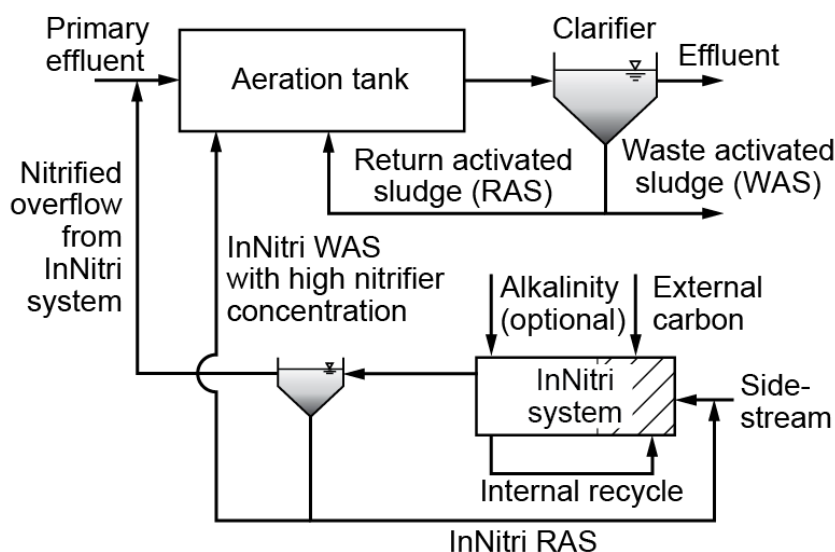 Primary
effluent
Aeration tank
Clarifier
Effluent
Return activated
sludge (RAS)
Waste activated
sludge (WAS)
Nitrified
overflow
from
InNitri
system
InNitri WAS
with high nitrifier
concentration
Alkalinity
(optional)
External
carbon
InNitri
system
Side-
stream
Internal recycle
InNitri RAS